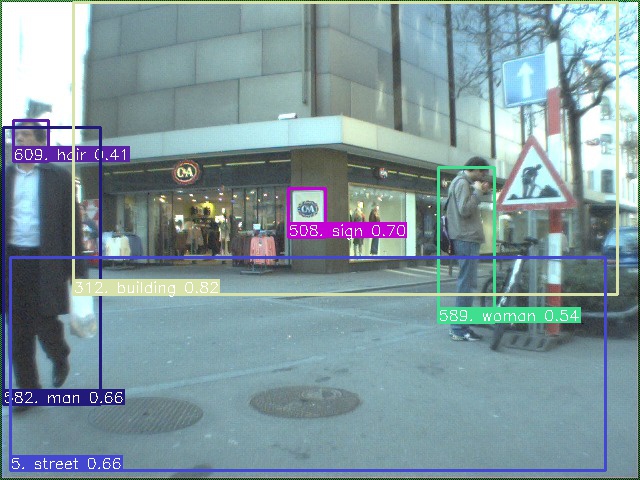 609. hair 0.41
C&A
C&A
508. sign 0.70
312. building 0.82
589. woman 0.54
582. man 0.66
5. street 0.66